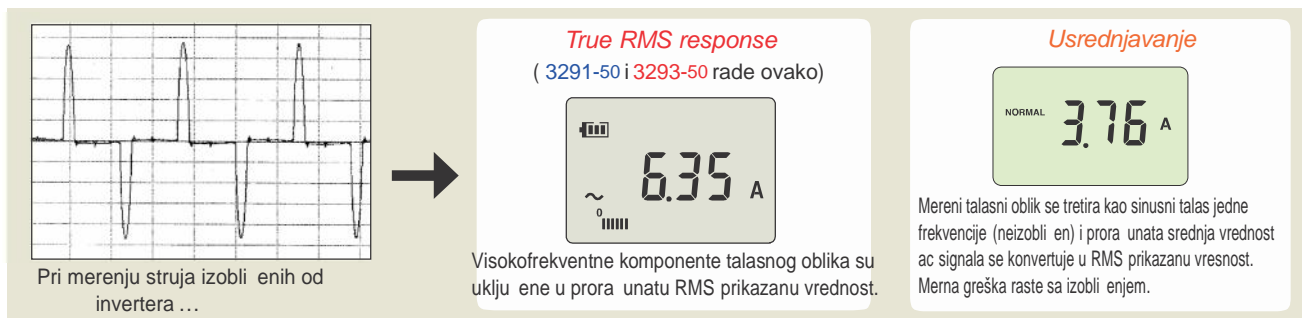 Pri merenju struja izobli enih od
invertera ...
True RMS response
( 3291-50 i 3293-50 rade ovako)
0
6.35 A
Visokofrekventne komponente talasnog oblika su
uklju ene u prora unatu RMS prikazanu vrednost.
Usrednjavanje
NORMAL 3.76 A
Mereni talasni oblik se tretira kao sinusni talas jedne
frekvencije (neizobli en) i prora unata srednja vrednost
ac signala se konvertuje u RMS prikazanu vresnost.
Merna greška raste sa izobli enjem.